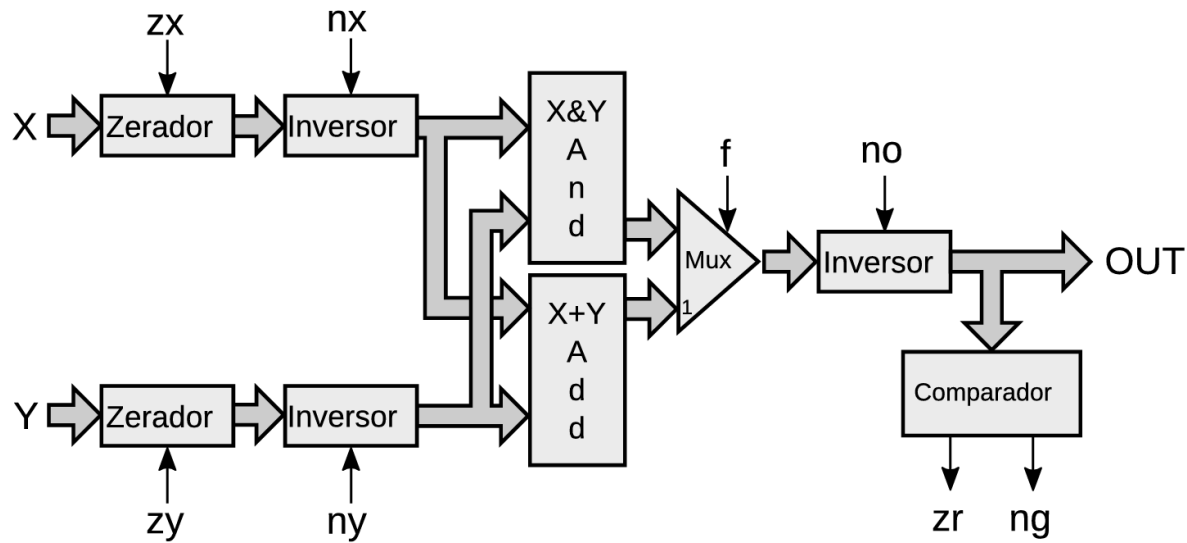 zx
nx
X
Zerador
Inversor
X&Y
A
n
d
f
no
Mux
1
Inversor
OUT
X+Y
A
d
d
Y
Zerador
Inversor
Comparador
zy
ny
zr
ng